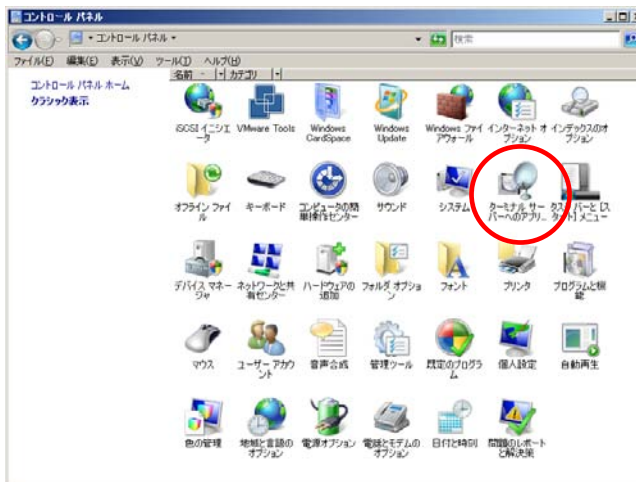 コントロール パネル
コントロール パネル
検索
ファイル(F) 編集(E) 表示(V) ツール(T) ヘルプ(H)
コントロール パネル ホーム
クラシック表示
名前 カテゴリ
iSCSI イニシエ
ータ
VMware Tools
Windows
CardSpace
Windows
Update
Windows ファイ
アウォール
インターネット オ
プション
インデックスのオ
プション
オフライン ファイ
ル
キーボード
コンピュータの簡
単操作センター
サウンド
システム
ターミナル サー
バーへのアプリ...
タスク バーと [ス
タート] メニュー
デバイス マネー
ジャ
ネットワークと共
有センター
ハードウェアの
追加
フォルダ オプショ
ン
フォント
プリンタ
プログラムと機
能
マウス
ユーザー アカウ
ント
音声合成
管理ツール
既定のプログラ
ム
個人設定
自動再生
色の管理
地域と言語の
オプション
電源オプション
電話とモデムの
オプション
日付と時刻
問題のレポート
と解決策